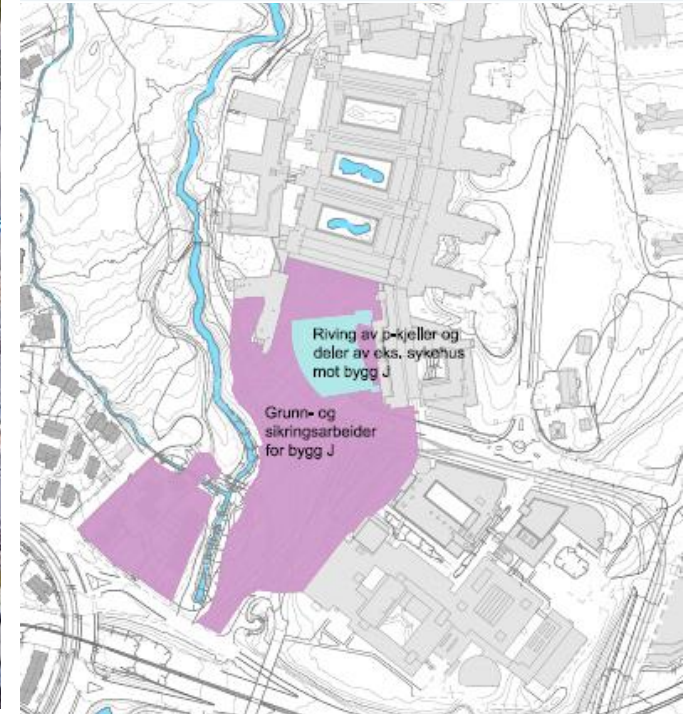 Riving av p-kjeller og
deler av eks. sykehus
mot bygg J
Grunn- og
sikringsarbeider
for bygg J